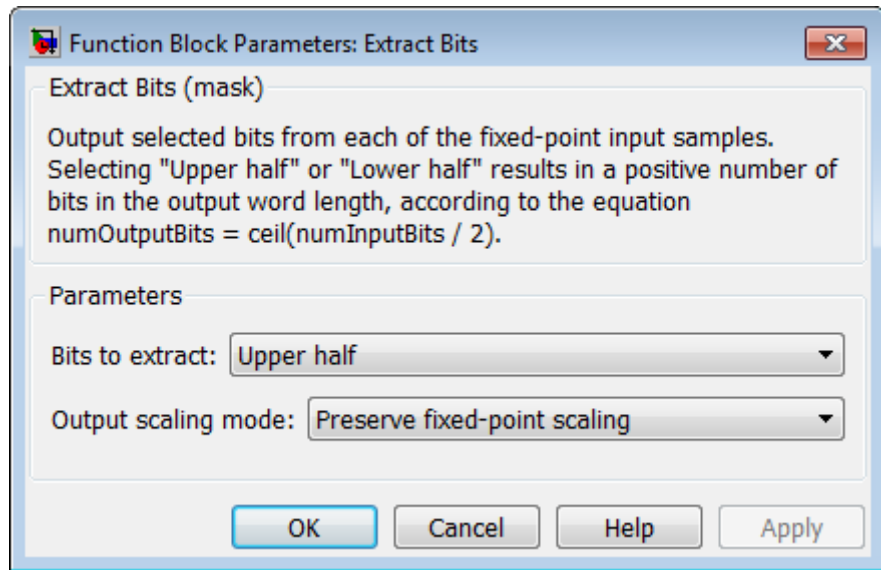 Function Block Parameters: Extract Bits
Extract Bits (mask)
Output selected bits from each of the fixed-point input samples.
Selecting "Upper half" or "Lower half" results in a positive number of
bits in the output word length, according to the equation
numOutputBits = ceil(numInputBits / 2).
Parameters
Bits to extract: Upper half
Output scaling mode: Preserve fixed-point scaling
OK Cancel Help Apply